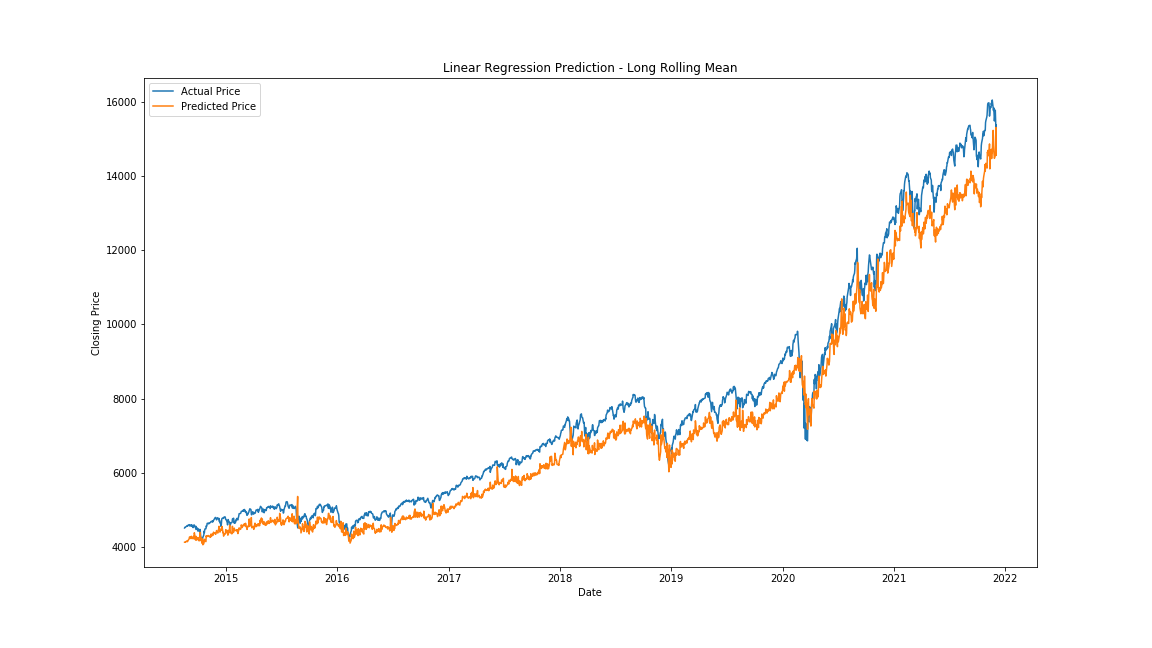 Linear Regression Prediction - Long Rolling Mean
Actual Price
Predicted Price
16000
14000
12000
10000
8000
6000
4000
Closing Price
2015 2016 2017 2018 2019 2020 2021 2022
Date